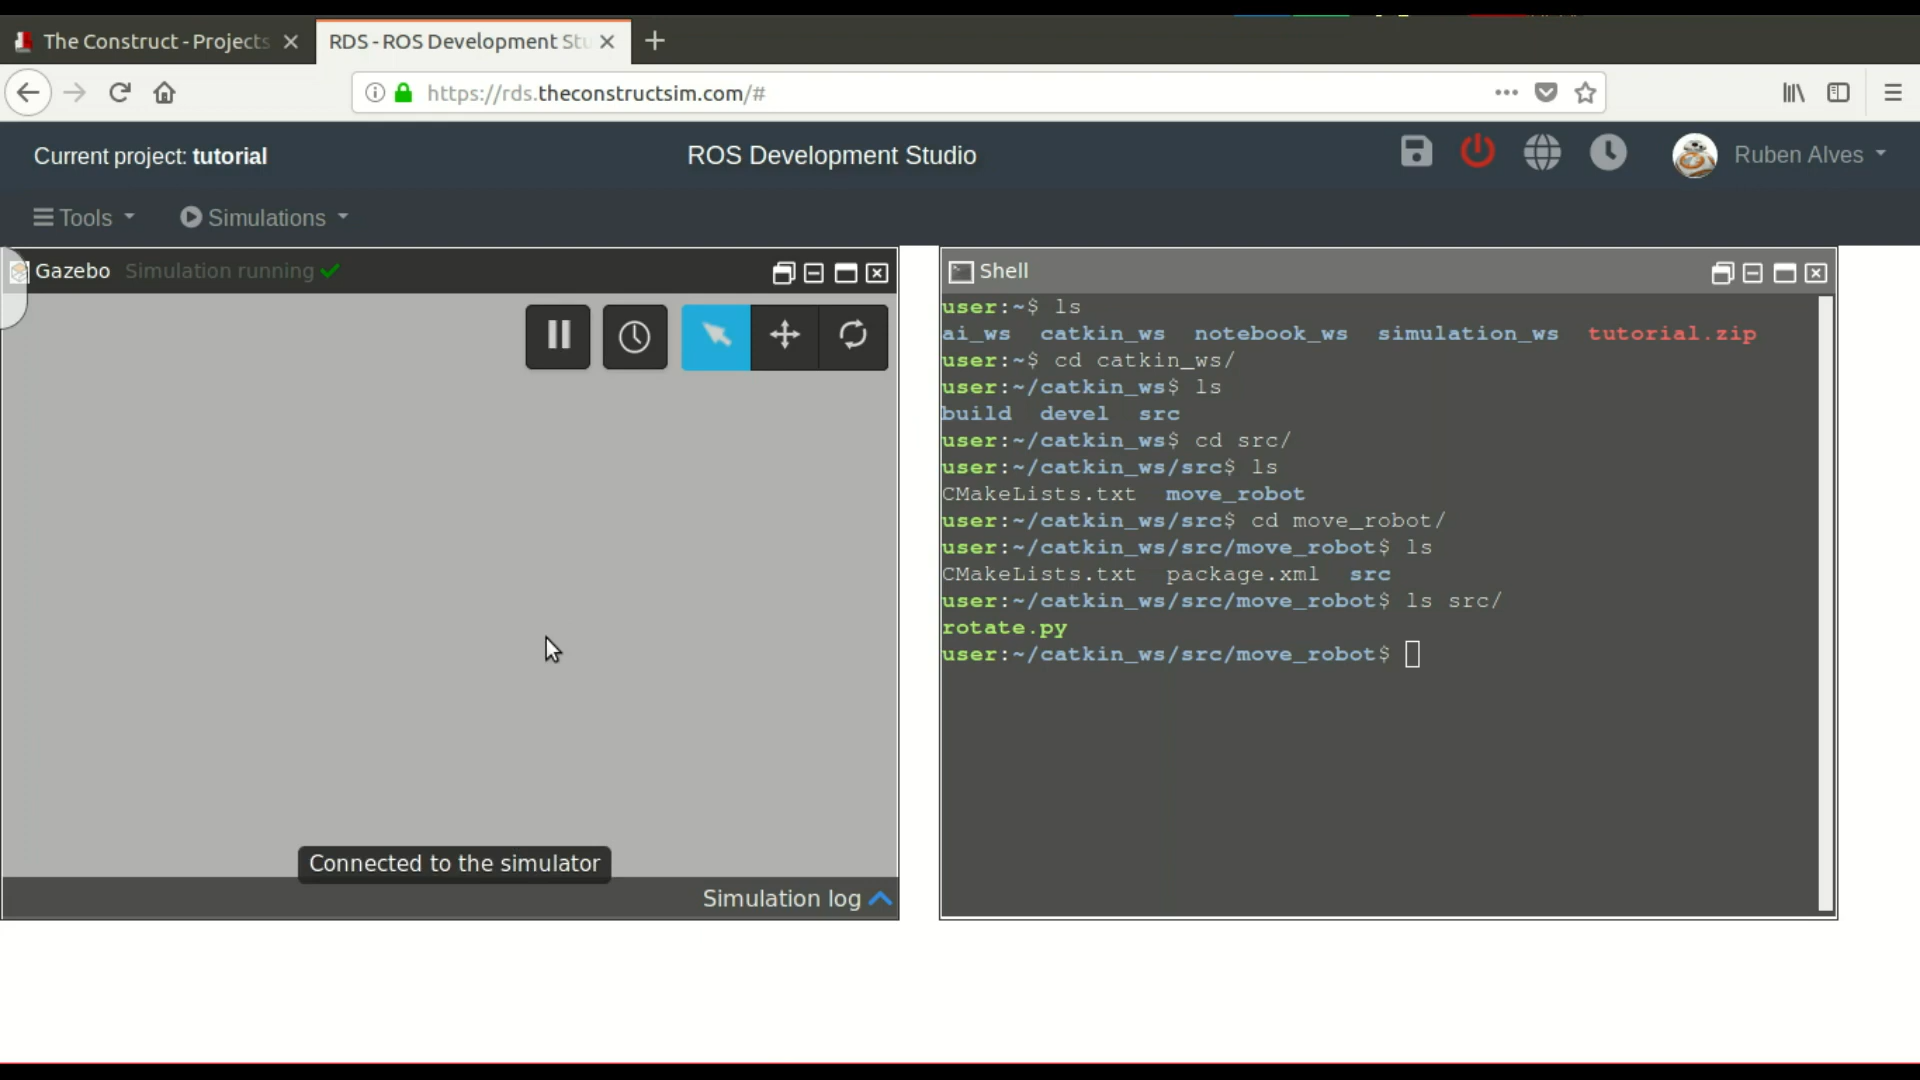 The Construct - Projects
RDS - ROS Development Stu
https://rds.theconstructsim.com/#
Current project: tutorial
ROS Development Studio
Ruben Alves
Tools
Simulations
Gazebo Simulation running
Connected to the simulator
Simulation log
Shell
user:~$ ls
ai_ws catkin_ws notebook_ws simulation_ws tutorial.zip
user:~$ cd catkin_ws/
user:~/catkin_ws$ ls
build devel src
user:~/catkin_ws$ cd src/
user:~/catkin_ws/src$ ls
CMakeLists.txt move_robot
user:~/catkin_ws/src$ cd move_robot/
user:~/catkin_ws/src/move_robot$ ls
CMakeLists.txt package.xml src
user:~/catkin_ws/src/move_robot$ ls src/
rotate.py
user:~/catkin_ws/src/move_robot$